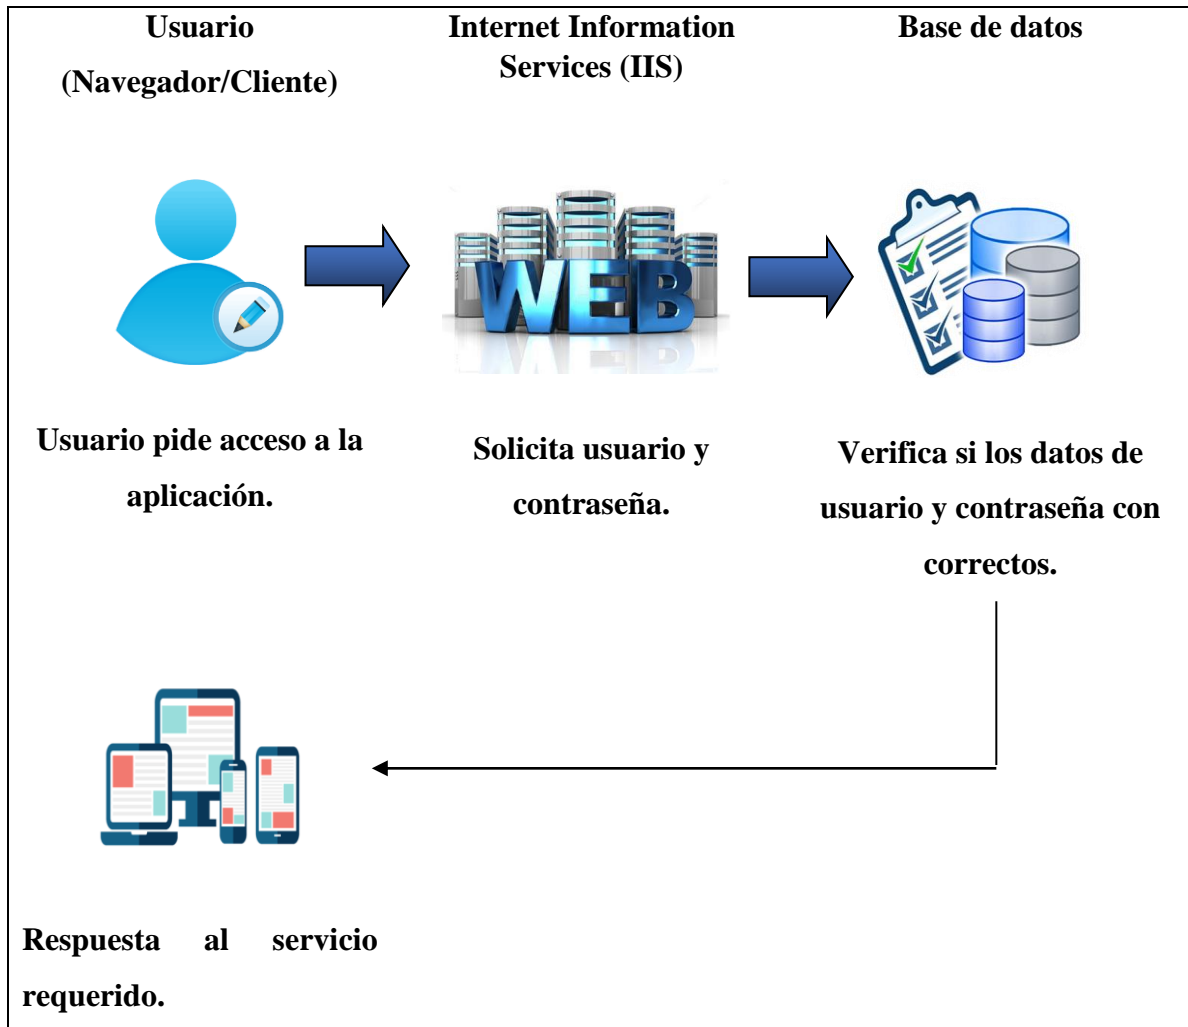 Usuario
(Navegador/Cliente)
Internet Information
Services (IIS)
Base de datos
WEB
Usuario pide acceso a la
aplicación.
Solicita usuario y
contraseña.
Verifica si los datos de
usuario y contraseña con
correctos.
Respuesta al servicio
requerido.